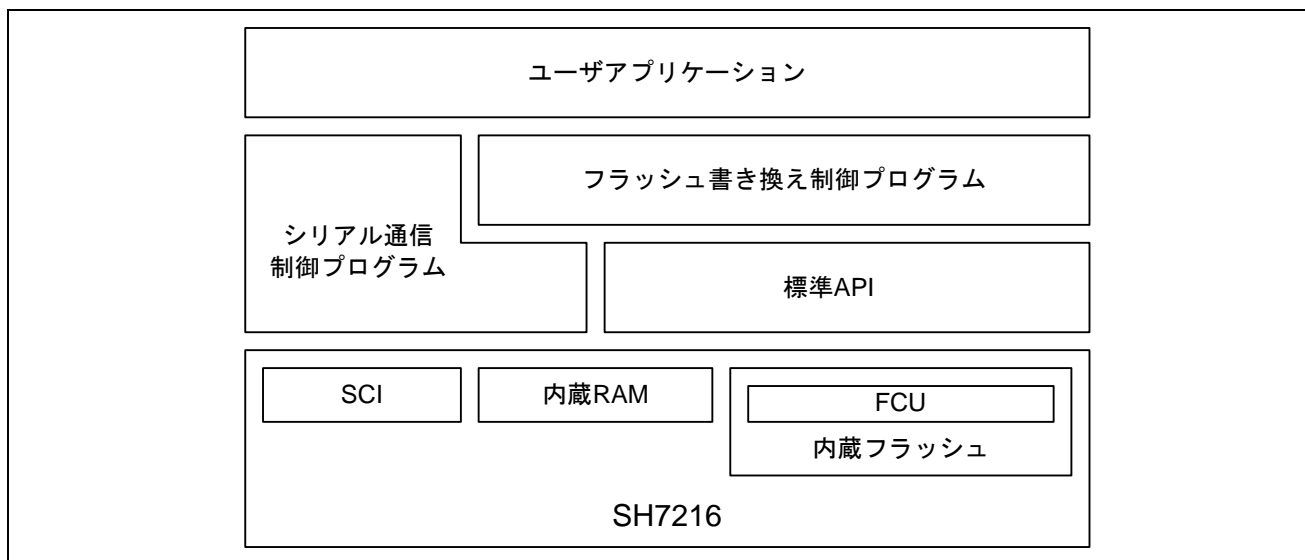 ユーザアプリケーション
フラッシュ書き換え制御プログラム
シリアル通信
制御プログラム
標準API
SCI
内蔵RAM
FCU
内蔵フラッシュ
SH7216